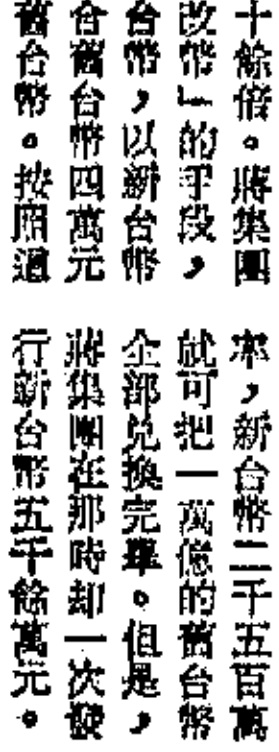 十餘倍。蔣集團
改幣」的手段，
台幣，以新台幣
合舊台幣四萬元
舊台幣。按照這
率，新台幣二千五百萬
就可把一萬億的舊台幣
全部兌換完畢。但是，
蔣集團在那時却一次發
行新台幣五千餘萬元。